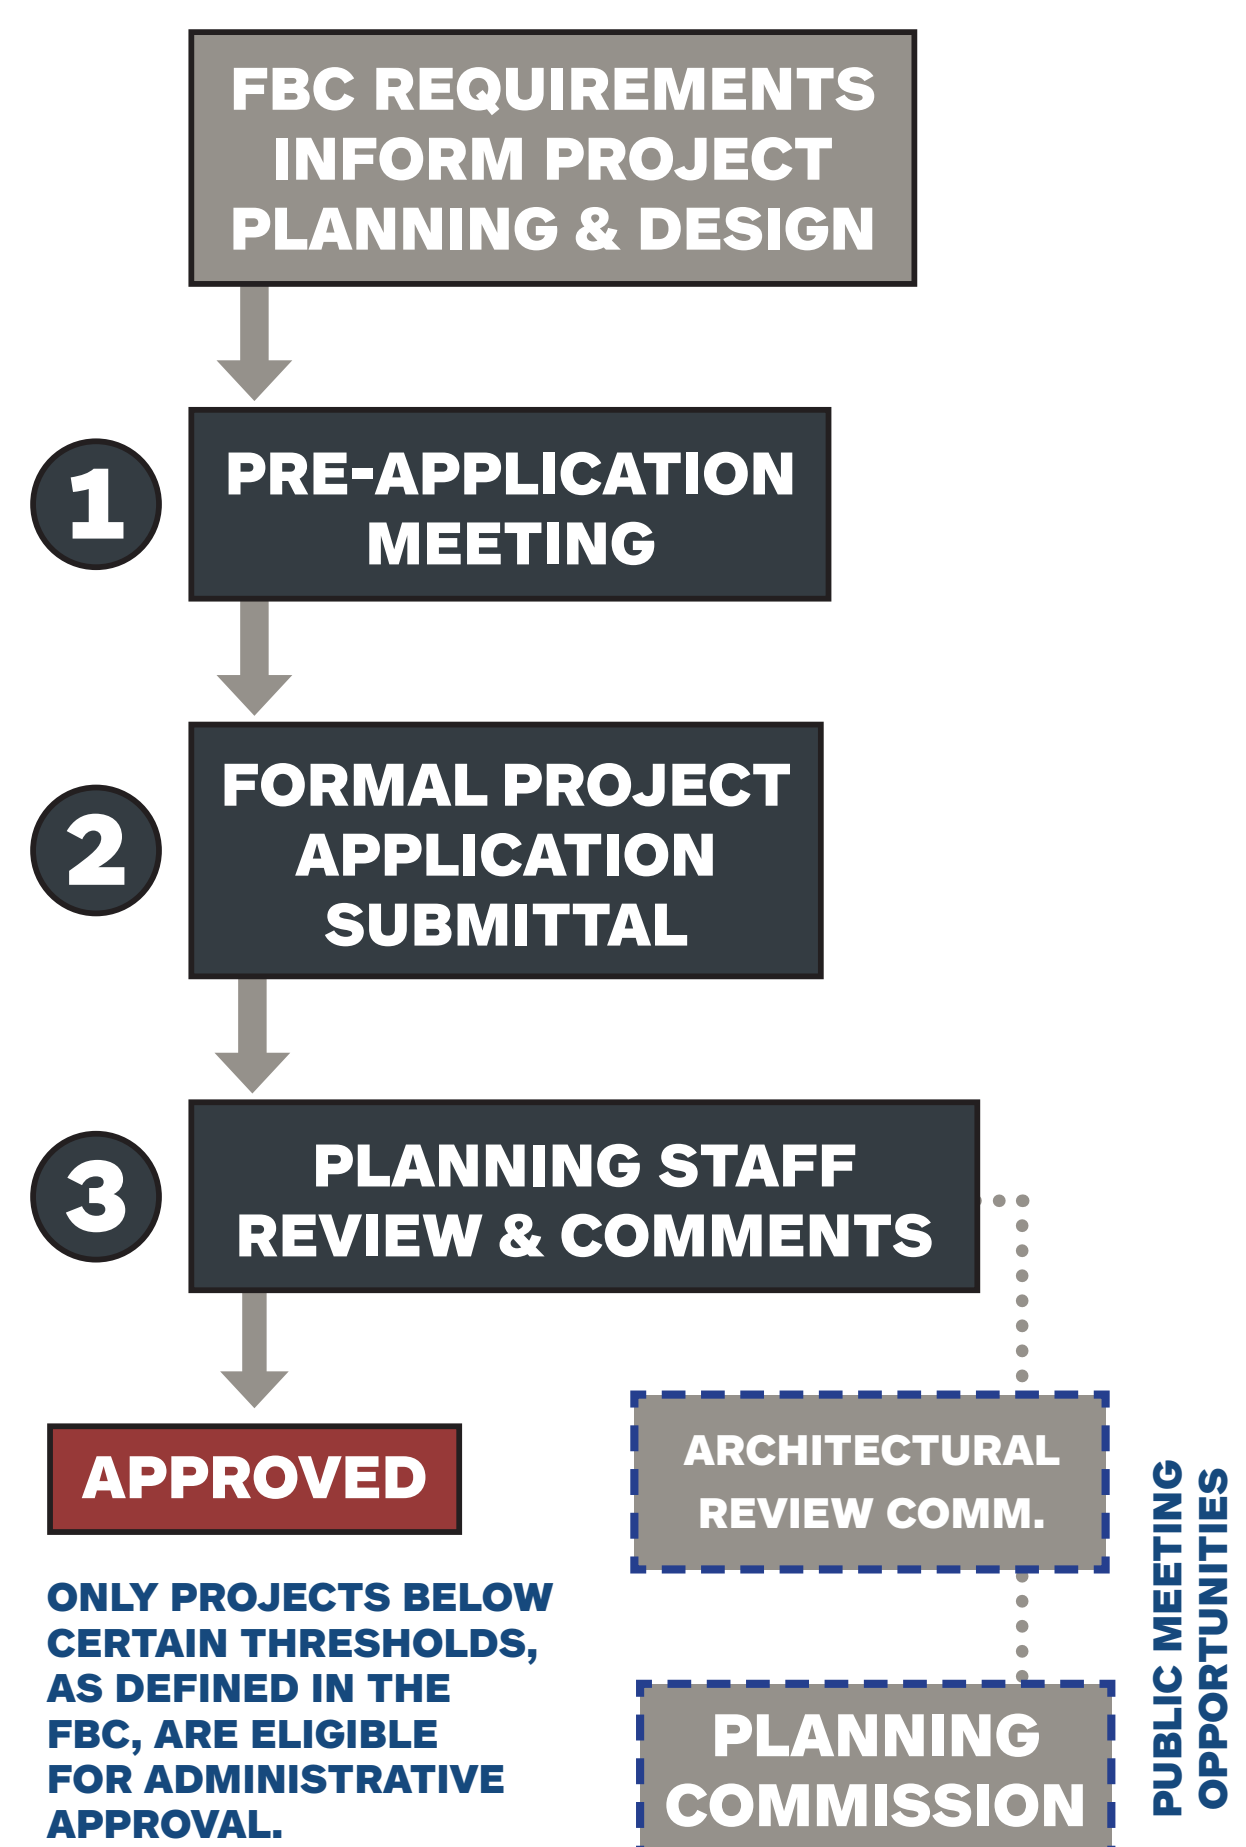 FBC REQUIREMENTS
INFORM PROJECT
PLANNING & DESIGN
1
PRE-APPLICATION
MEETING
2
FORMAL PROJECT
APPLICATION
SUBMITTAL
3
PLANNING STAFF
REVIEW & COMMENTS
APPROVED
ONLY PROJECTS BELOW
CERTAIN THRESHOLDS,
AS DEFINED IN THE
FBC, ARE ELIGIBLE
FOR ADMINISTRATIVE
APPROVAL.
ARCHITECTURAL
REVIEW COMM.
PLANNING
COMMISSION
PUBLIC MEETING
OPPORTUNITIES